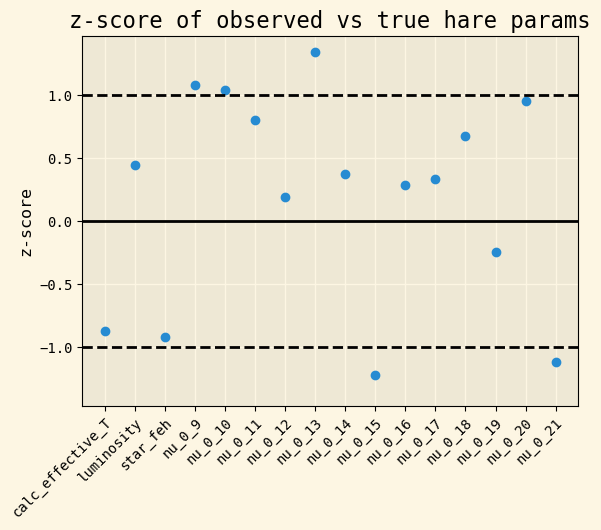 z-score of observed vs true hare params
z-score
1.0
0.5
0.0
−0.5
−1.0
calc_effective_T
luminosity
star_feh
nu_0_9
nu_0_10
nu_0_11
nu_0_12
nu_0_13
nu_0_14
nu_0_15
nu_0_16
nu_0_17
nu_0_18
nu_0_19
nu_0_20
nu_0_21